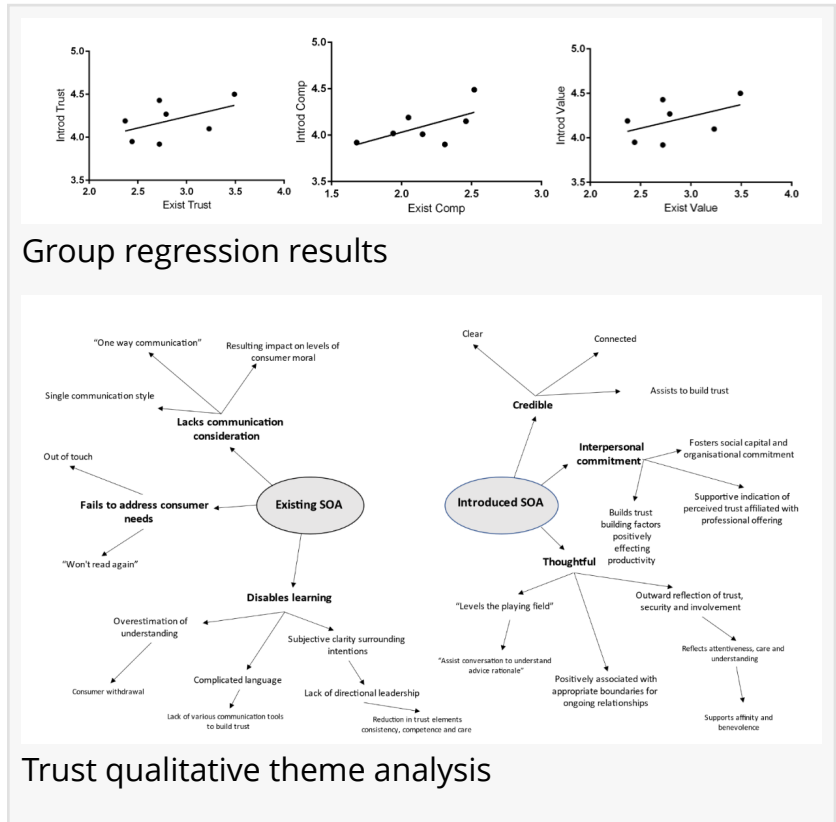 5.0
4.5
4.0
3.5
2.0
2.5
3.0
3.5
4.0
Introd Trust
Exist Trust
5.0
4.5
4.0
3.5
1.5
2.0
2.5
3.0
Introd Comp
Exist Comp
5.0
4.5
4.0
3.5
2.0
2.5
3.0
3.5
4.0
Introd Value
Exist Value
Group regression results
"One way communication"
Resulting impact on levels of
consumer moral
Single communication style
Lacks communication
consideration
Out of touch
Fails to address consumer
needs
"Won't read again"
Existing SOA
Disables learning
Overestimation of
understanding
Consumer withdrawal
Complicated language
Lack of various communication tools
to build trust
Subjective clarity surrounding
intentions
Lack of directional leadership
Reduction in trust elements
consistency, competence and care
Clear
Connected
Assists to build trust
Credible
Interpersonal
commitment
Fosters social capital and
organisational commitment
Supportive indication of
perceived trust affiliated with
professional offering
Builds trust
building factors
positively
effecting
productivity
Introduced SOA
Thoughtful
"Levels the playing field"
"Assist conversation to understand
advice rationale"
Positively associated with
appropriate boundaries for
ongoing relationships
Outward reflection of trust,
security and involvement
Reflects attentiveness, care and
understanding
Supports affinity and
benevolence
Trust qualitative theme analysis